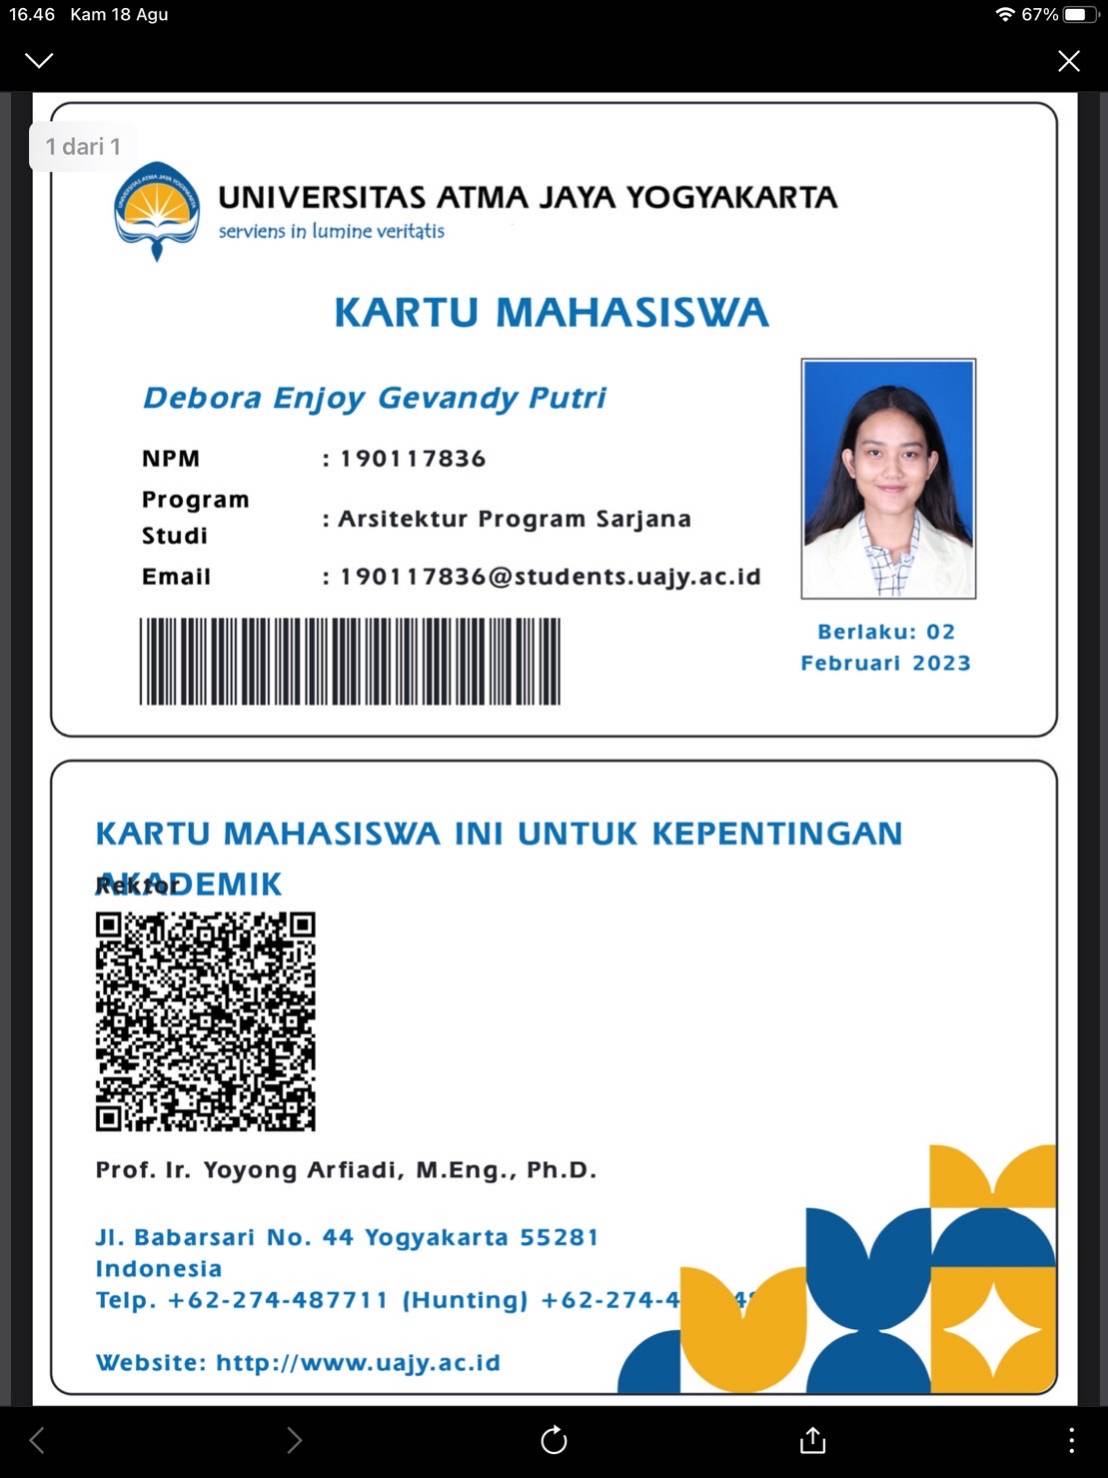 16.46 Kam 18 Agu
67%
1 dari 1
UNIVERSITAS ATMA JAYA YOGYAKARTA
serviens in lumine veritatis
KARTU MAHASISWA
Debora Enjoy Gevandy Putri
NPM : 190117836
Program Studi : Arsitektur Program Sarjana
Email : 190117836@students.uajy.ac.id
Berlaku: 02
Februari 2023
KARTU MAHASISWA INI UNTUK KEPENTINGAN
AKADEMIK
Rektor
Prof. Ir. Yoyong Arfiadi, M.Eng., Ph.D.
Jl. Babarsari No. 44 Yogyakarta 55281
Indonesia
Telp. +62-274-487711 (Hunting) +62-274-4
Website: http://www.uajy.ac.id